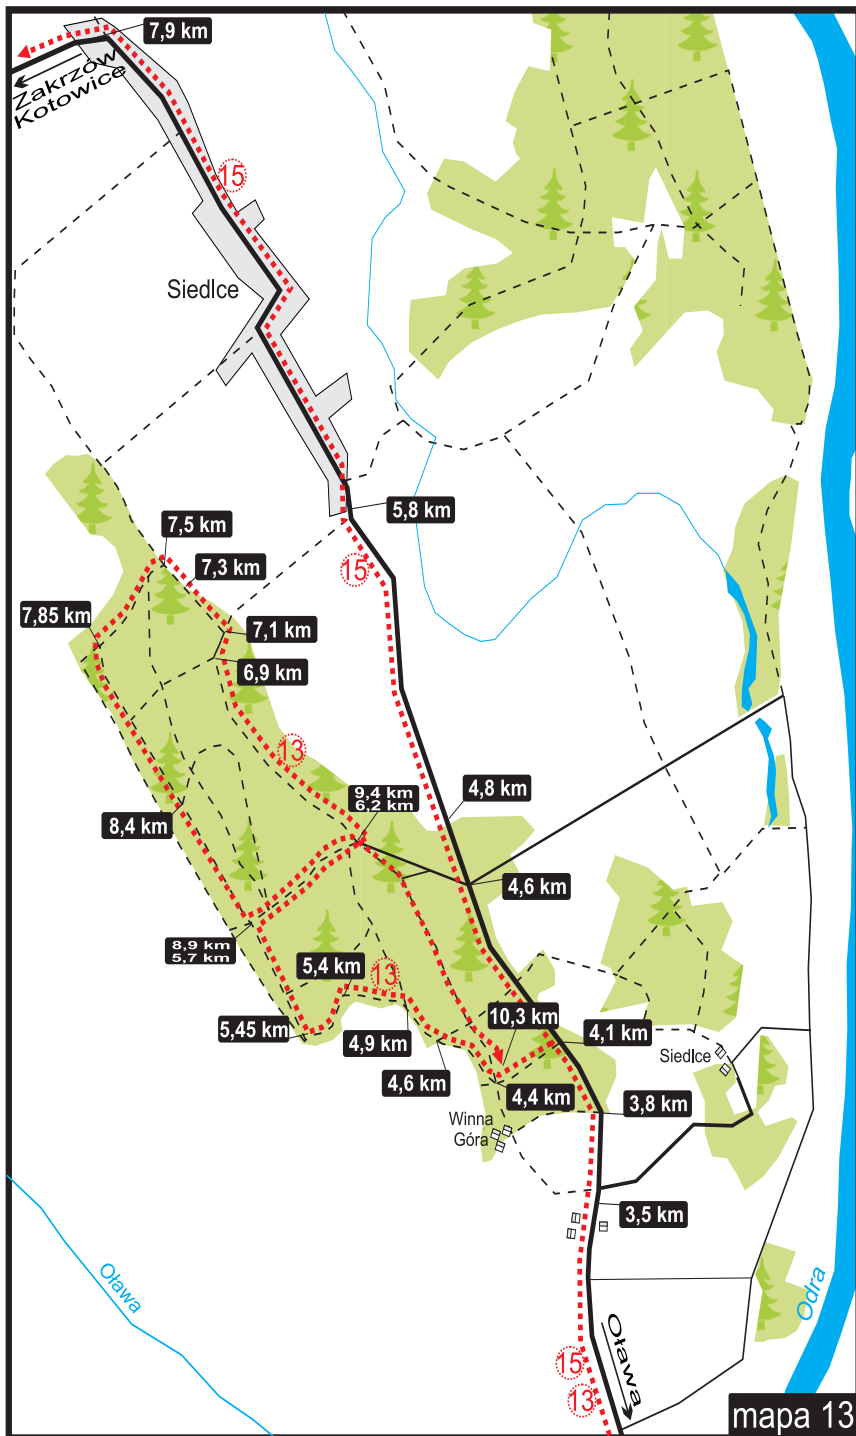 7,9 km
Zakrzów
Kotowice
15
Siedlce
5,8 km
7,5 km
15
7,3 km
7,85 km
7,1 km
6,9 km
13
9,4 km
6,2 km
4,8 km
8,4 km
4,6 km
8,9 km
5,7 km
5,4 km
13
10,3 km
5,45 km
4,9 km
4,1 km
Siedlce
4,6 km
4,4 km
3,8 km
Winna
Góra
3,5 km
Oława
Odra
Oława
15
13
mapa 13